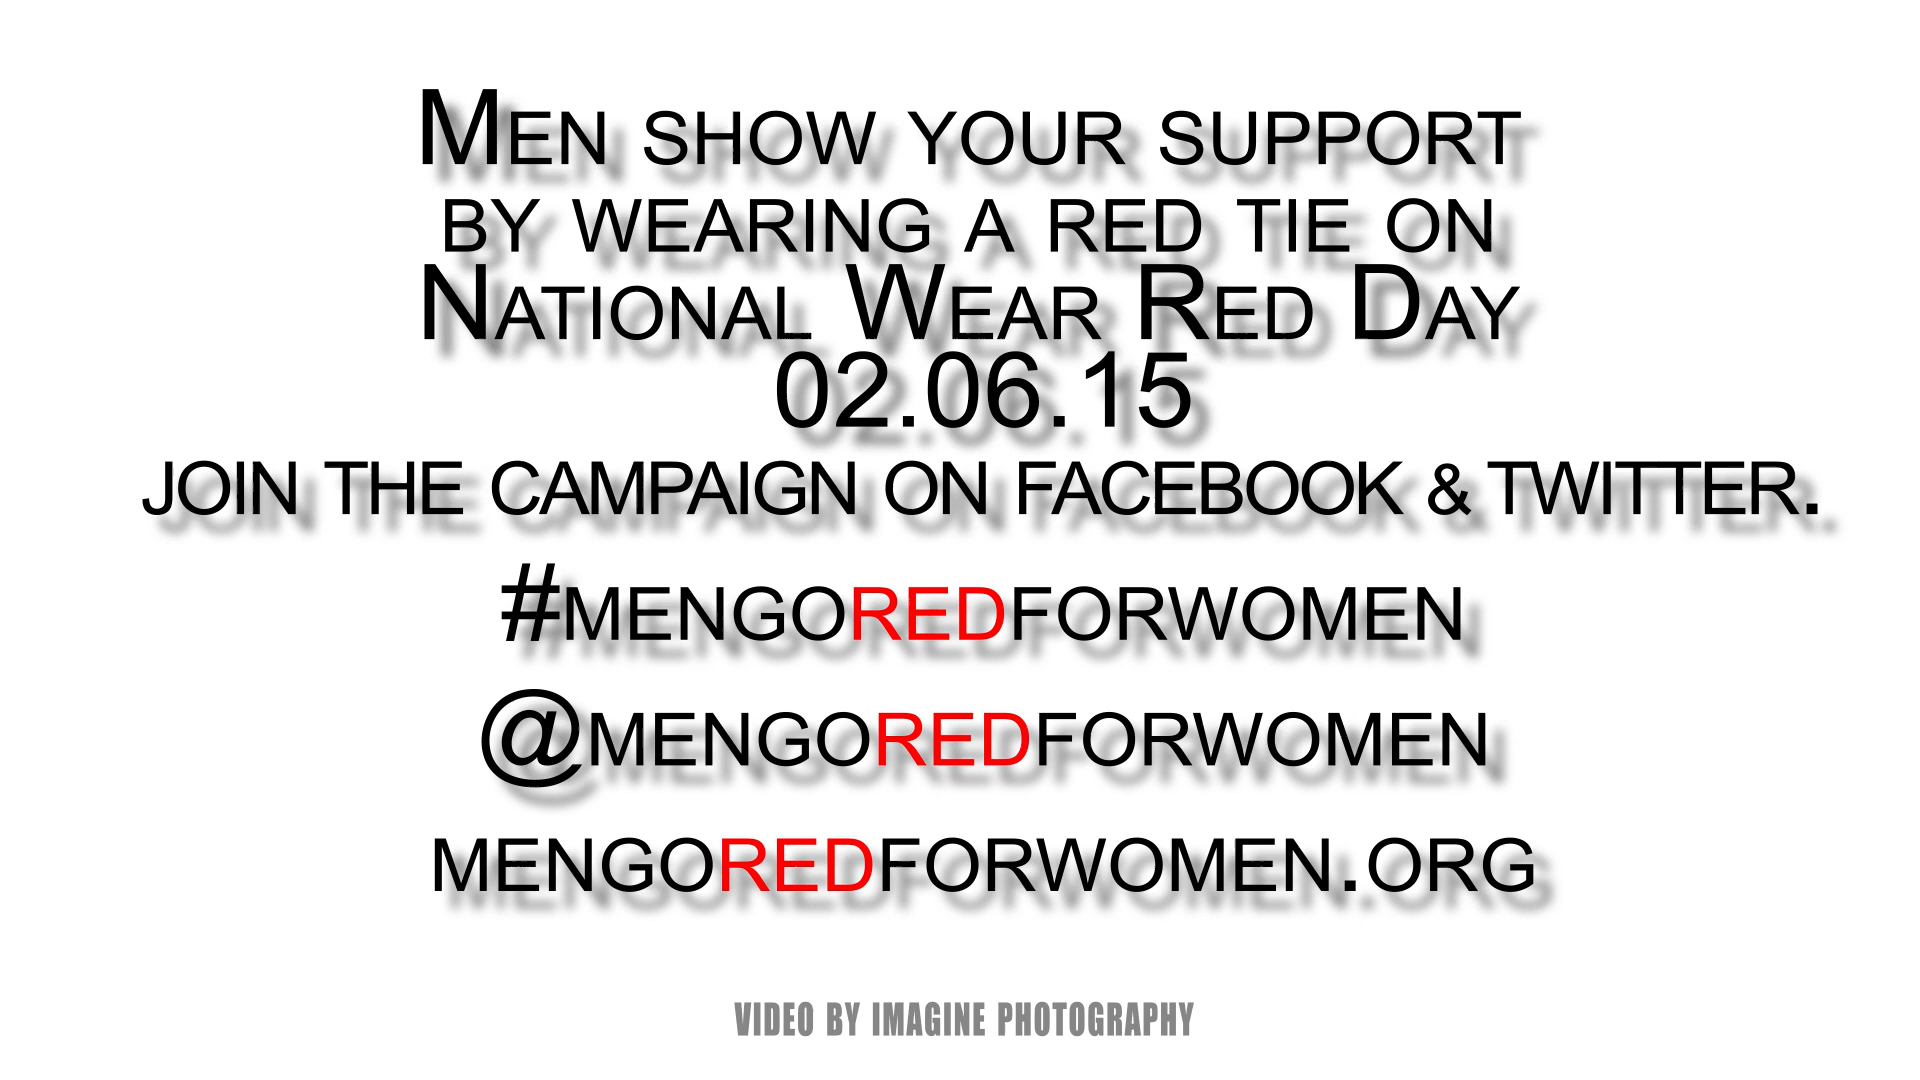 Men show your support
by wearing a red tie on
National Wear Red Day
02.06.15
JOIN THE CAMPAIGN ON FACEBOOK & TWITTER.
#MENGOREDFORWOMEN
@MENGOREDFORWOMEN
MENGOREDFORWOMEN.ORG
VIDEO BY IMAGINE PHOTOGRAPHY